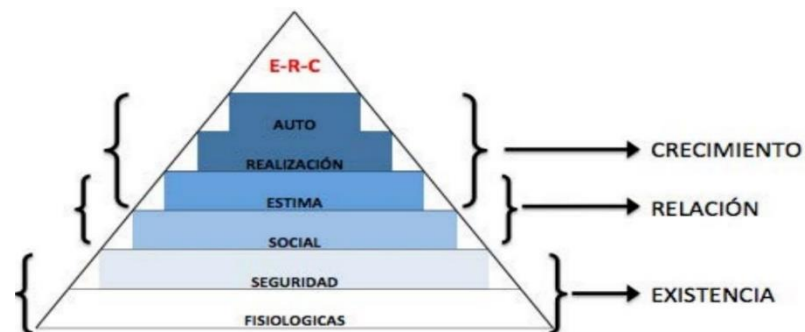 E-R-C
AUTO
REALIZACIÓN
ESTIMA
SOCIAL
SEGURIDAD
FISIOLOGICAS
CRECIMIENTO
RELACIÓN
EXISTENCIA